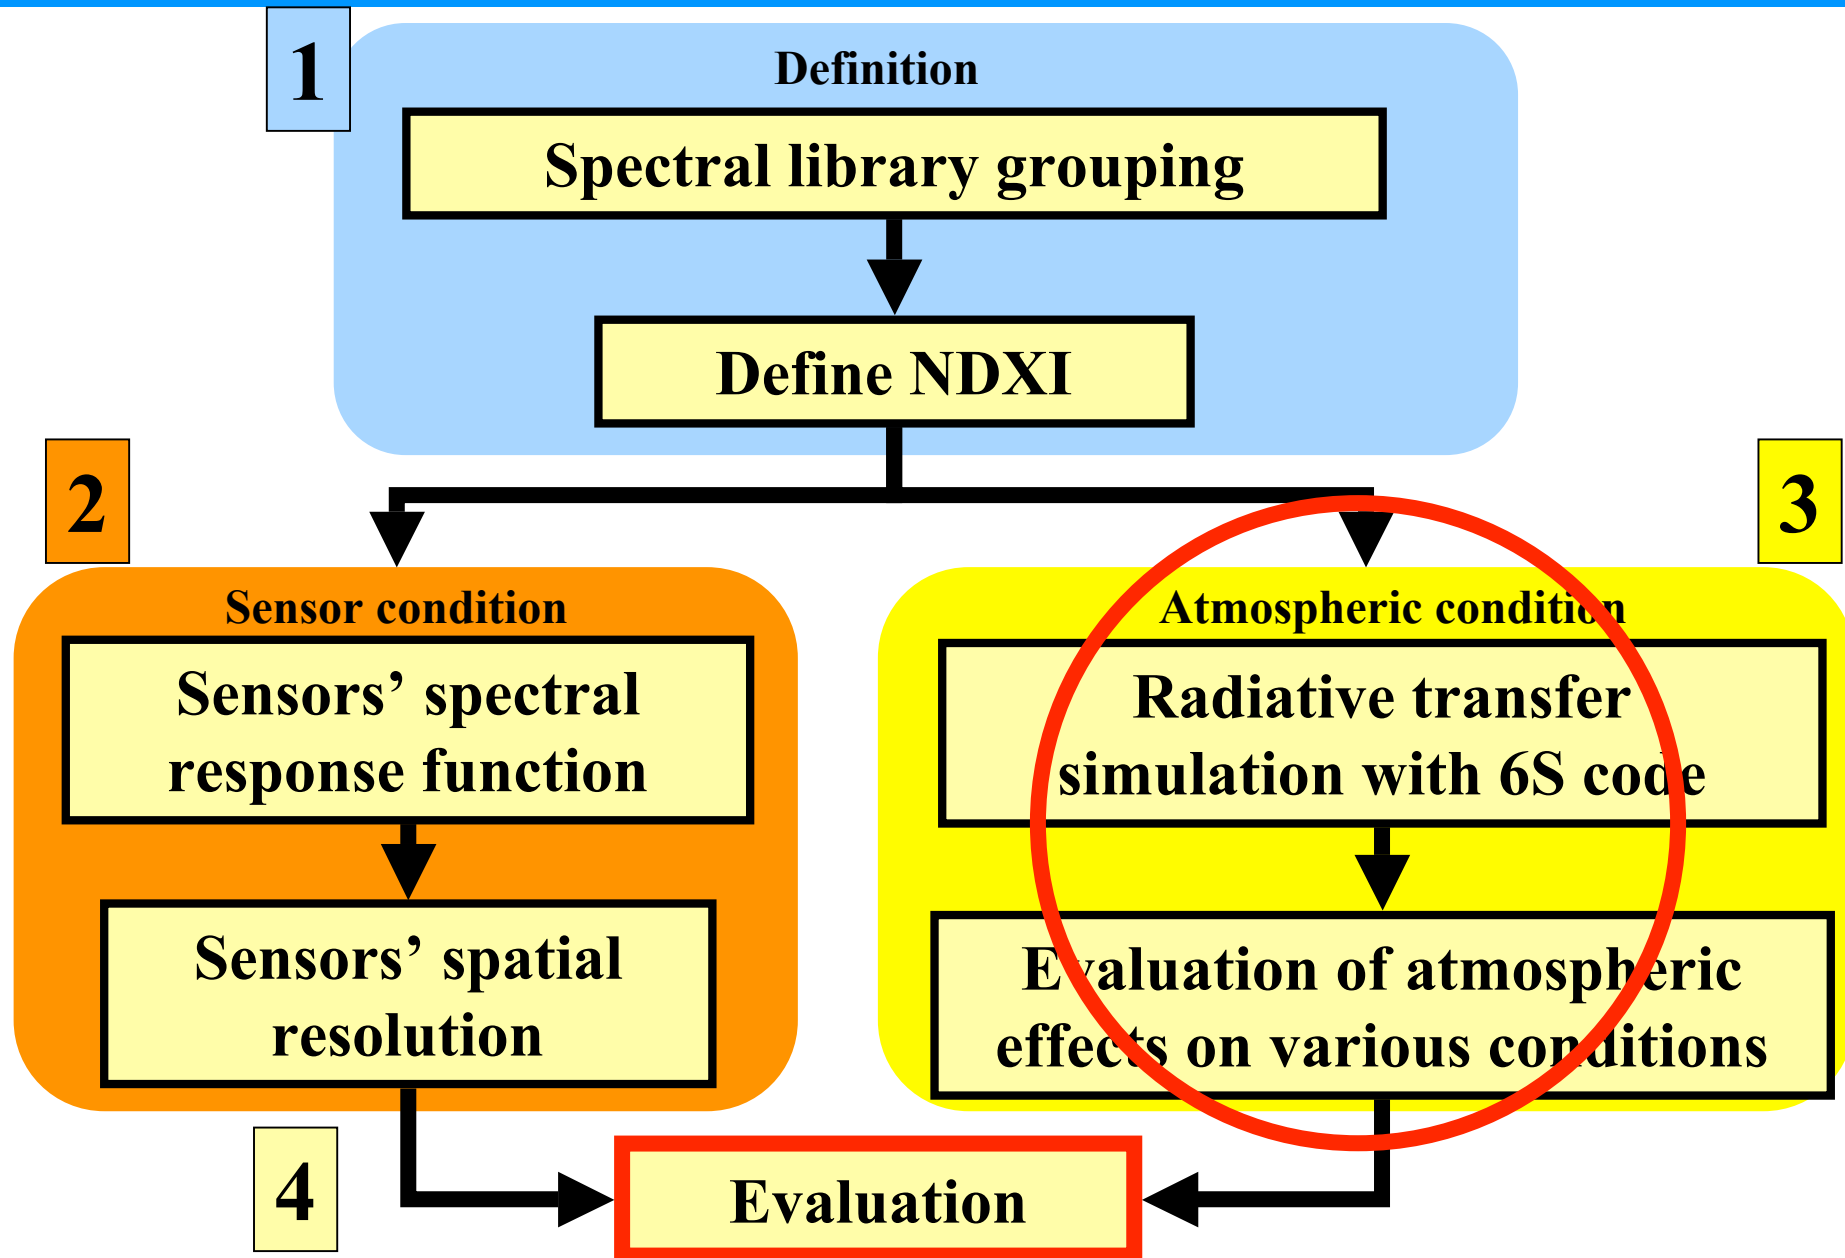 1
Definition
Spectral library grouping
Define NDXI
2
Sensor condition
Sensors’ spectral
response function
Sensors’ spatial
resolution
3
Atmospheric condition
Radiative transfer
simulation with 6S code
Evaluation of atmospheric
effects on various conditions
4
Evaluation